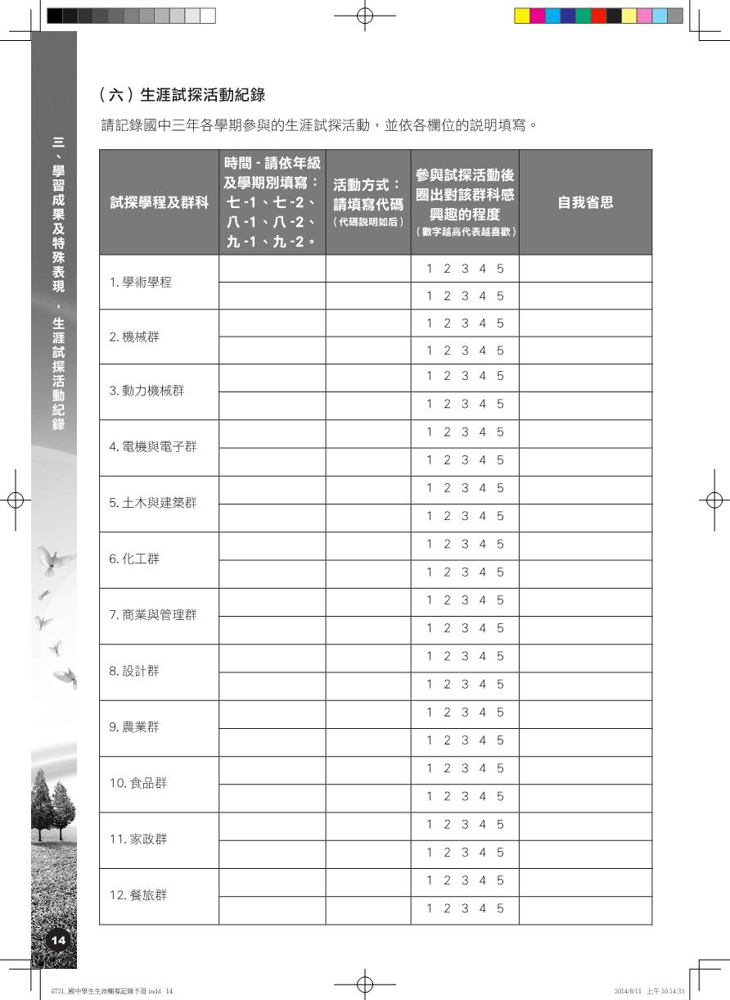 三、學習成果及特殊表現 - 生涯試探活動紀錄
（六）生涯試探活動紀錄
請記錄國中三年各學期參與的生涯試探活動，並依各欄位的說明填寫。
試探學程及群科
時間 - 請依年級
及學期別填寫：
七 -1、七 -2、
八 -1、八 -2、
九 -1、九 -2。
活動方式：
請填寫代碼
（代碼說明如后）
參與試探活動後
圈出對該群科感
興趣的程度
（數字越高代表越喜歡）
自我省思
1. 學術學程
1 2 3 4 5
1 2 3 4 5
2. 機械群
1 2 3 4 5
1 2 3 4 5
3. 動力機械群
1 2 3 4 5
1 2 3 4 5
4. 電機與電子群
1 2 3 4 5
1 2 3 4 5
5. 土木與建築群
1 2 3 4 5
1 2 3 4 5
6. 化工群
1 2 3 4 5
1 2 3 4 5
7. 商業與管理群
1 2 3 4 5
1 2 3 4 5
8. 設計群
1 2 3 4 5
1 2 3 4 5
9. 農業群
1 2 3 4 5
1 2 3 4 5
10. 食品群
1 2 3 4 5
1 2 3 4 5
11. 家政群
1 2 3 4 5
1 2 3 4 5
12. 餐旅群
1 2 3 4 5
1 2 3 4 5
14
0721_國中學生生涯輔導記錄手冊.indd 14
2014/8/11 上午 10:14:33